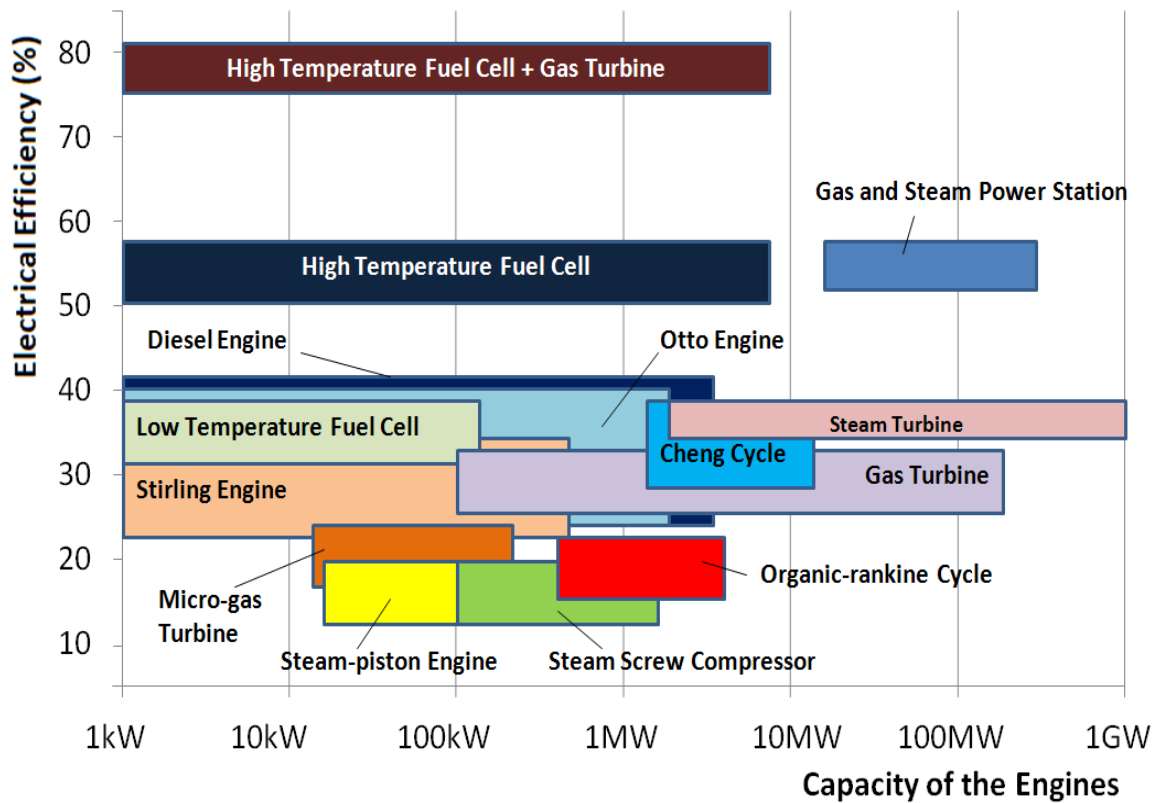 Electrical Efficiency (%)
80
High Temperature Fuel Cell + Gas Turbine
70
Gas and Steam Power Station
60
High Temperature Fuel Cell
50
Diesel Engine
Otto Engine
40
Low Temperature Fuel Cell
Steam Turbine
Cheng Cycle
30
Gas Turbine
Stirling Engine
20
Organic-rankine Cycle
Micro-gas
Turbine
10
Steam-piston Engine
Steam Screw Compressor
1kW 10kW 100kW 1MW 10MW 100MW 1GW
Capacity of the Engines